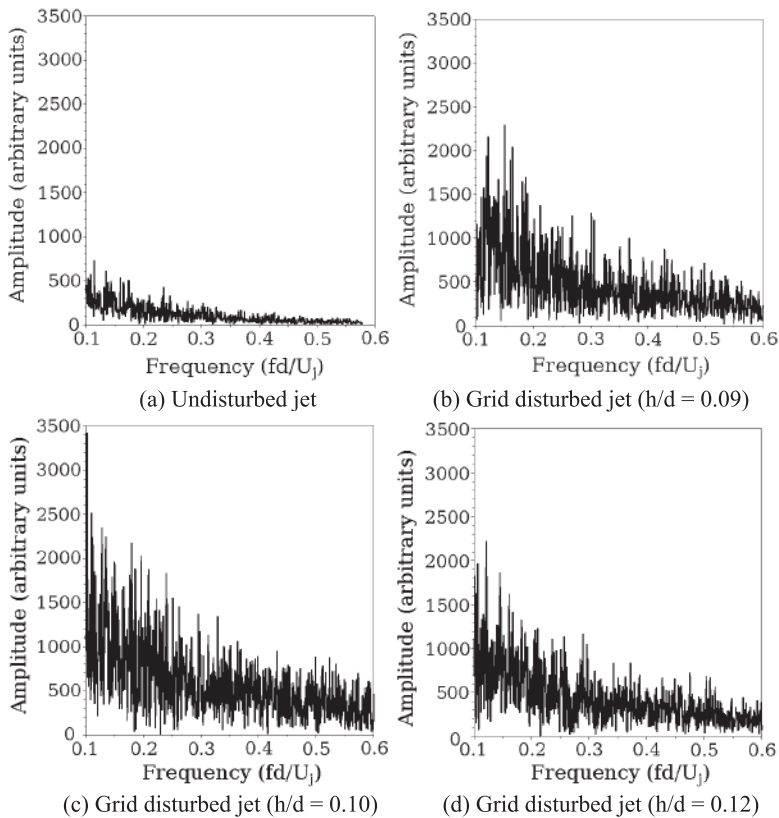 3500
3000
2500
2000
1500
1000
500
0
Amplitude (arbitrary units)
0.1 0.2 0.3 0.4 0.5 0.6
Frequency (fd/Uj)
(a) Undisturbed jet
3500
3000
2500
2000
1500
1000
500
0
Amplitude (arbitrary units)
0.1 0.2 0.3 0.4 0.5 0.6
Frequency (fd/Uj)
(b) Grid disturbed jet (h/d = 0.09)
3500
3000
2500
2000
1500
1000
500
0
Amplitude (arbitrary units)
0.1 0.2 0.3 0.4 0.5 0.6
Frequency (fd/Uj)
(c) Grid disturbed jet (h/d = 0.10)
3500
3000
2500
2000
1500
1000
500
0
Amplitude (arbitrary units)
0.1 0.2 0.3 0.4 0.5 0.6
Frequency (fd/Uj)
(d) Grid disturbed jet (h/d = 0.12)